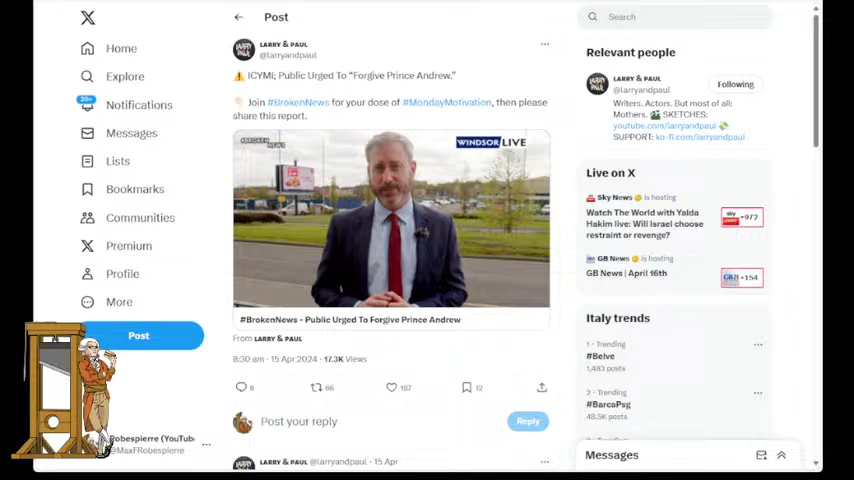 Post
Search
LARRY & PAUL
@larryandpaul
⚠️ ICYMI; Public Urged To “Forgive Prince Andrew.”
👇🏻 Join #BrokenNews for your dose of #MondayMotivation, then please
share this report.
#BROKEN
NEWS
WINDSOR LIVE
#BrokenNews - Public Urged To Forgive Prince Andrew
From LARRY & PAUL
8:30 am · 15 Apr 2024 · 17.3K Views
6
66
187
12
Post your reply
Reply
LARRY & PAUL @larryandpaul · 15 Apr
Home
Explore
20+
Notifications
Messages
Lists
Bookmarks
Communities
Premium
Profile
More
Post
Robespierre (YouTub
@MaxFRobespierre
Relevant people
LARRY & PAUL
@larryandpaul
Following
Writers. Actors. But most of all;
Mothers. 🎬 SKETCHES:
youtube.com/larryandpaul 💸
SUPPORT: ko-fi.com/larryandpaul
Live on X
Sky News is hosting
Watch The World with Yalda
Hakim live: Will Israel choose
restraint or revenge?
sky
+972
GB News is hosting
GB News | April 16th
+154
Italy trends
1 · Trending
#Belve
1,493 posts
2 · Trending
#BarcaPsg
48.5K posts
Messages